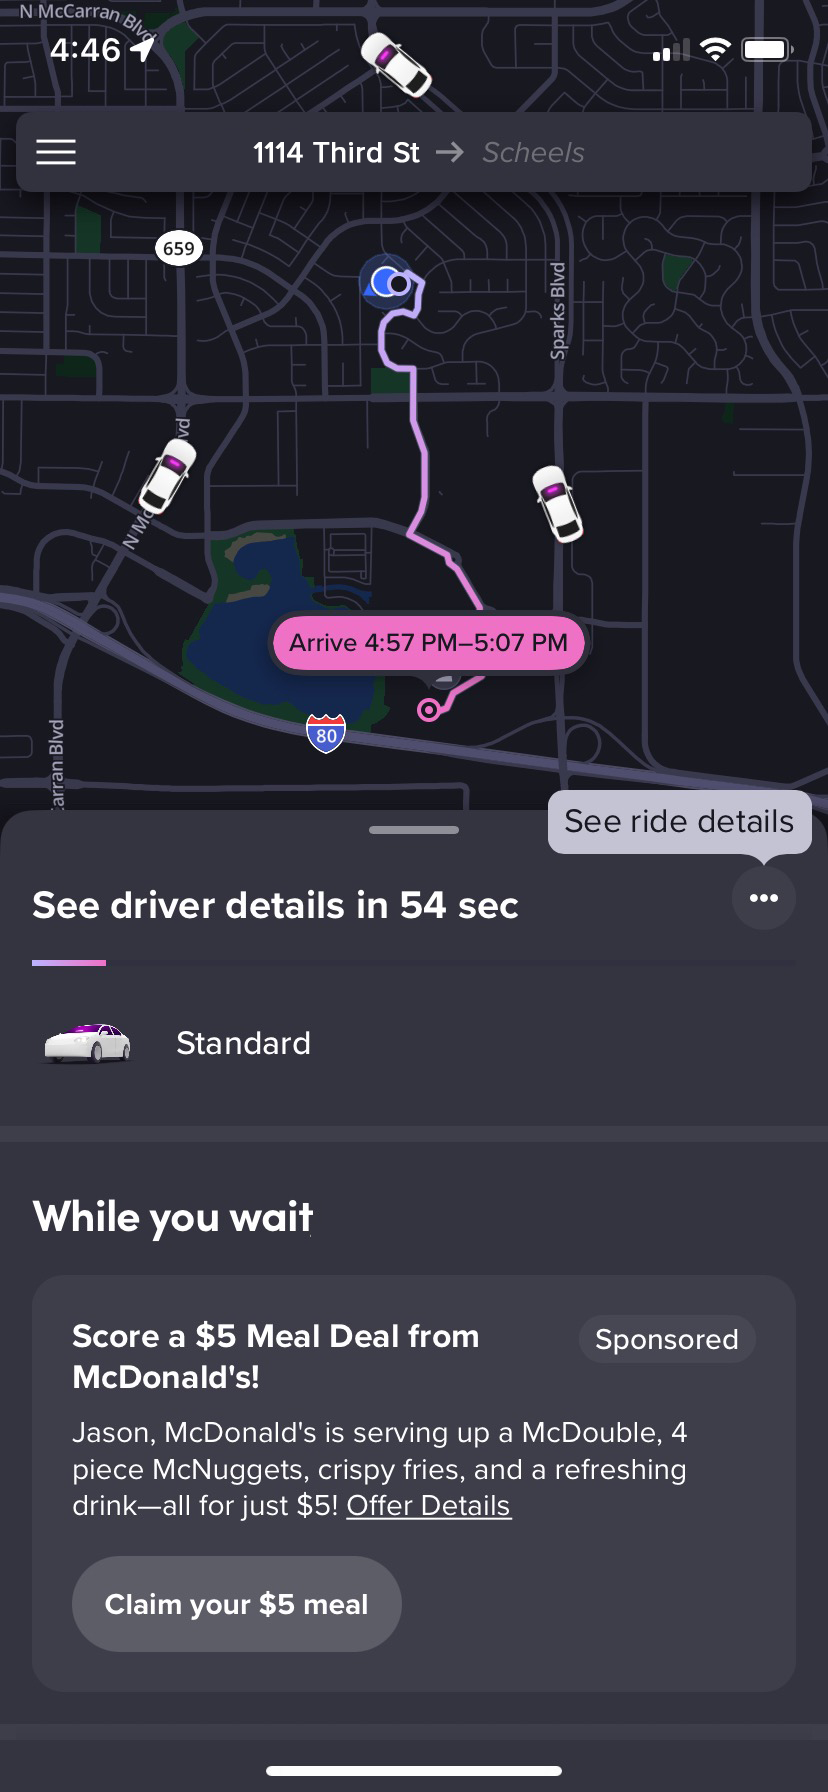 N McCarran Blvd
4:46
1114 Third St → Scheels
659
Sparks Blvd
vd
N Mc
Arrive 4:57 PM–5:07 PM
80
carran Blvd
See ride details
See driver details in 54 sec
Standard
While you wait
Score a $5 Meal Deal from
McDonald's!
Sponsored
Jason, McDonald's is serving up a McDouble, 4
piece McNuggets, crispy fries, and a refreshing
drink—all for just $5! Offer Details
Claim your $5 meal